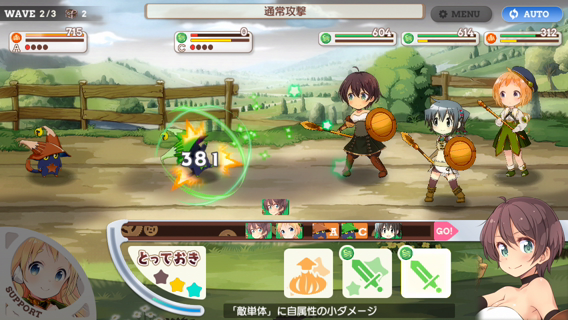 WAVE 2/3 2
通常攻撃
MENU
AUTO
715
A
0
C
604
614
312
381
A C GO!
とっておき
SUPPORT
「敵単体」に自属性の小ダメージ